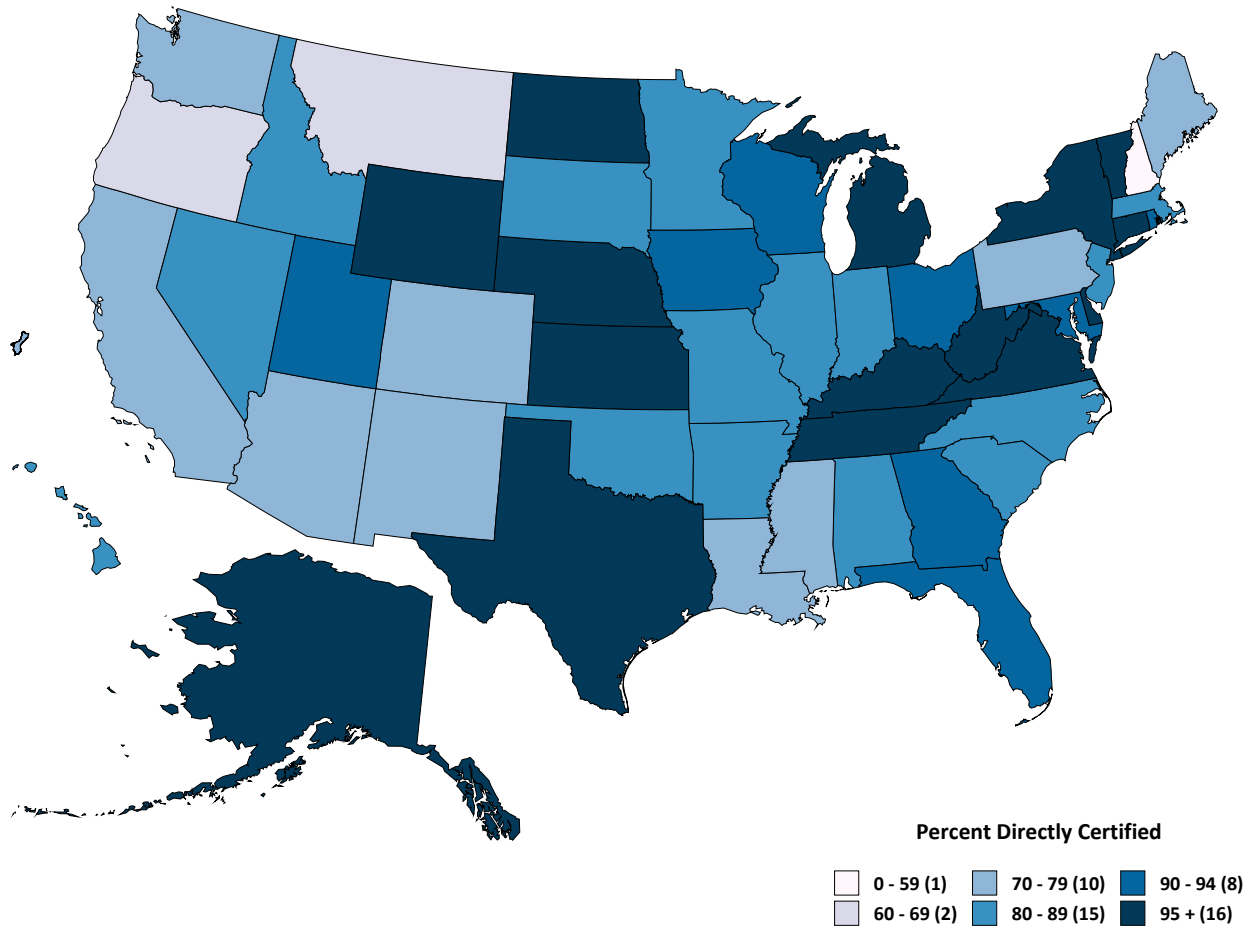 Percent Directly Certified
0 - 59 (1) 70 - 79 (10) 90 - 94 (8)
60 - 69 (2) 80 - 89 (15) 95 + (16)